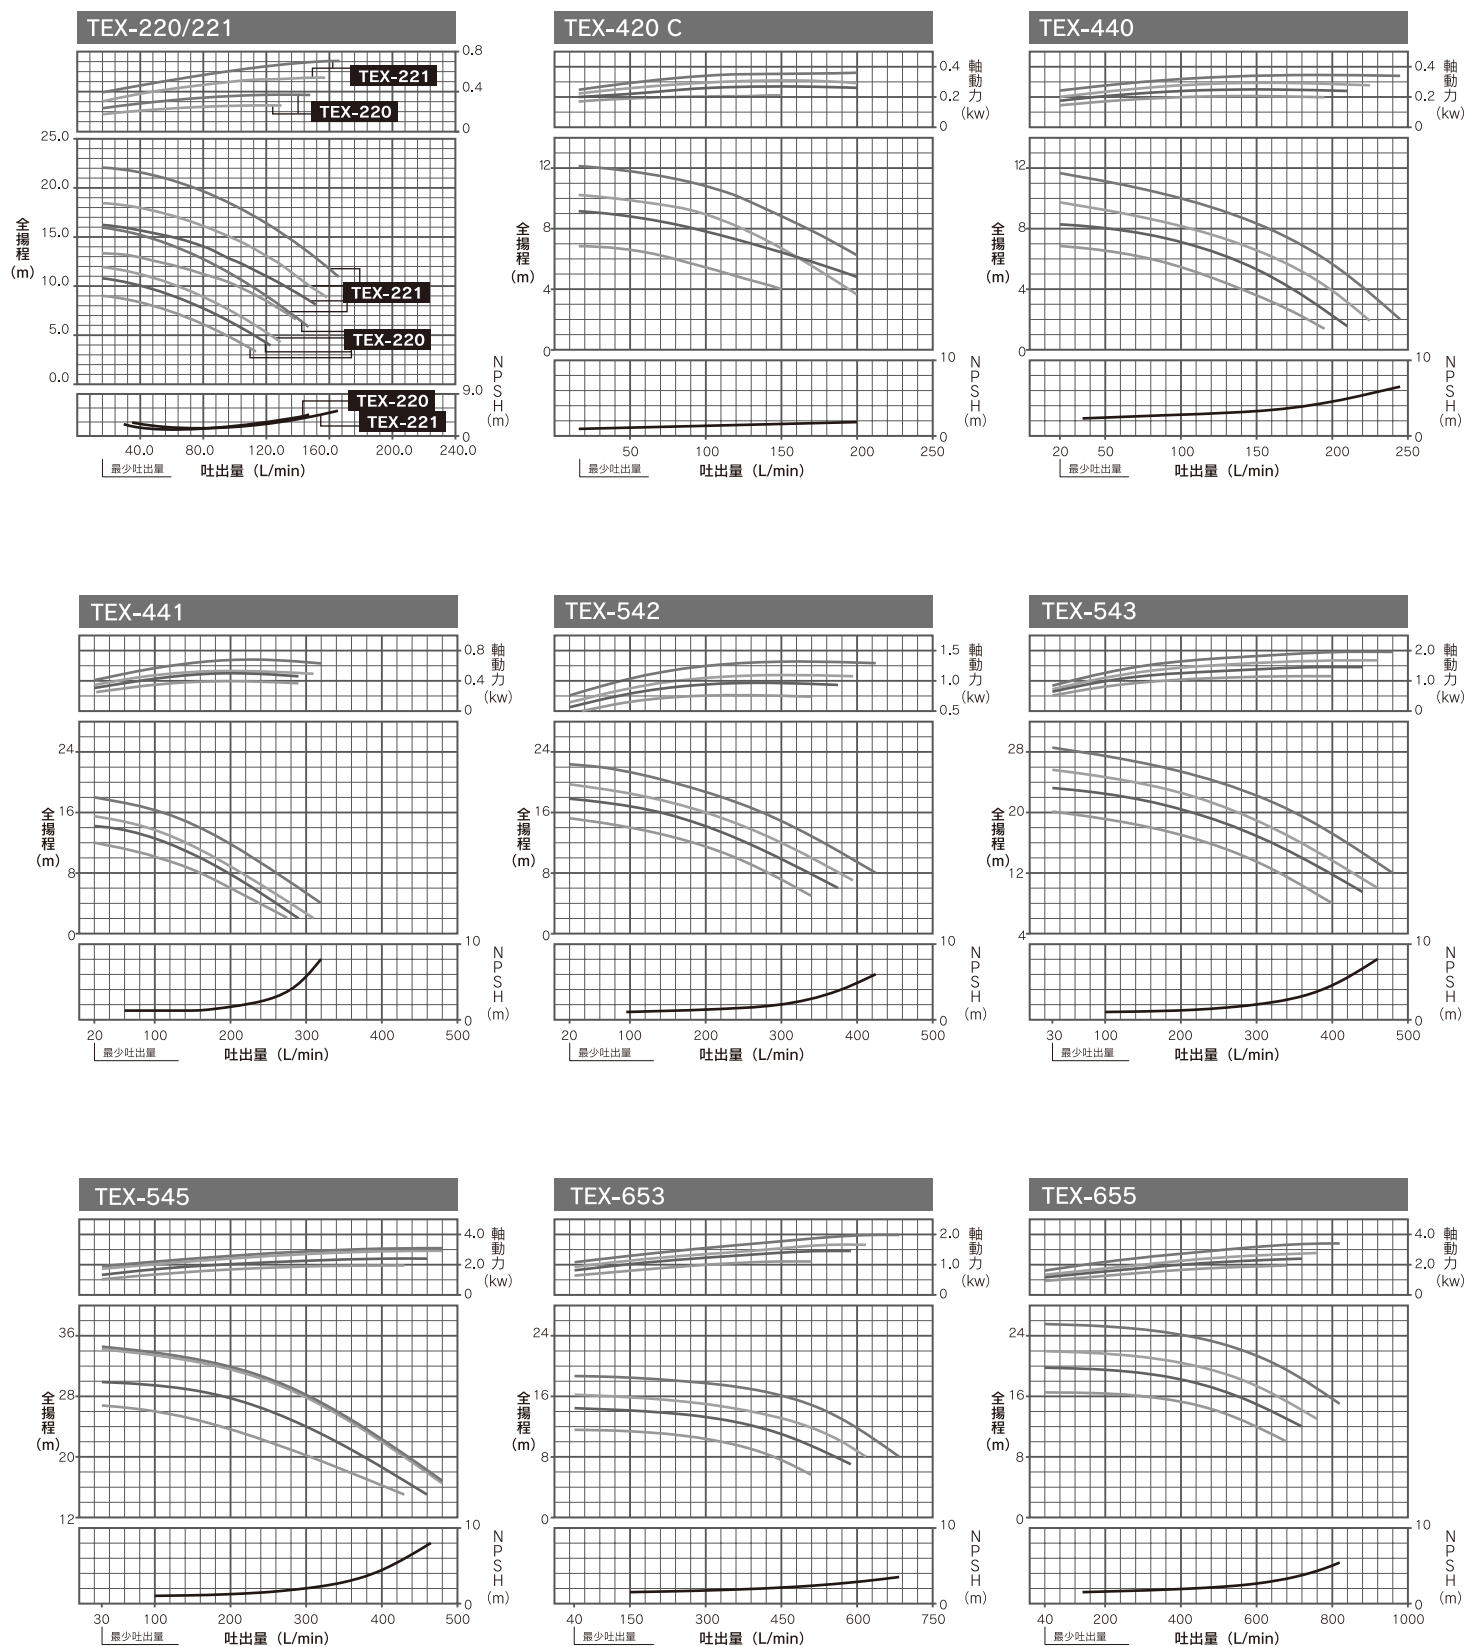 TEX-220/221
0.8
0.4
0
TEX-221
TEX-220
25.0
20.0
15.0
10.0
5.0
0.0
全揚程(m)
TEX-221
TEX-220
9.0
0
NPSH(m)
TEX-220
TEX-221
40.0 80.0 120.0 160.0 200.0 240.0
最少吐出量
吐出量 (L/min)
TEX-420 C
0.4
0.2
0
軸動力(kw)
12
8
4
0
全揚程(m)
10
0
NPSH(m)
50 100 150 200 250
最少吐出量
吐出量 (L/min)
TEX-440
0.4
0.2
0
軸動力(kw)
12
8
4
0
全揚程(m)
10
0
NPSH(m)
20 50 100 150 200 250
最少吐出量
吐出量 (L/min)
TEX-441
0.8
0.4
0
軸動力(kw)
24
16
8
0
全揚程(m)
10
0
NPSH(m)
20 100 200 300 400 500
最少吐出量
吐出量 (L/min)
TEX-542
1.5
1.0
0.5
軸動力(kw)
24
16
8
0
全揚程(m)
10
0
NPSH(m)
20 100 200 300 400 500
最少吐出量
吐出量 (L/min)
TEX-543
2.0
1.0
0
軸動力(kw)
28
20
12
4
全揚程(m)
10
0
NPSH(m)
30 100 200 300 400 500
最少吐出量
吐出量 (L/min)
TEX-545
4.0
2.0
0
軸動力(kw)
36
28
20
12
全揚程(m)
10
0
NPSH(m)
30 100 200 300 400 500
最少吐出量
吐出量 (L/min)
TEX-653
2.0
1.0
0
軸動力(kw)
24
16
8
0
全揚程(m)
10
0
NPSH(m)
40 150 300 450 600 750
最少吐出量
吐出量 (L/min)
TEX-655
4.0
2.0
0
軸動力(kw)
24
16
8
0
全揚程(m)
10
0
NPSH(m)
40 200 400 600 800 1000
最少吐出量
吐出量 (L/min)